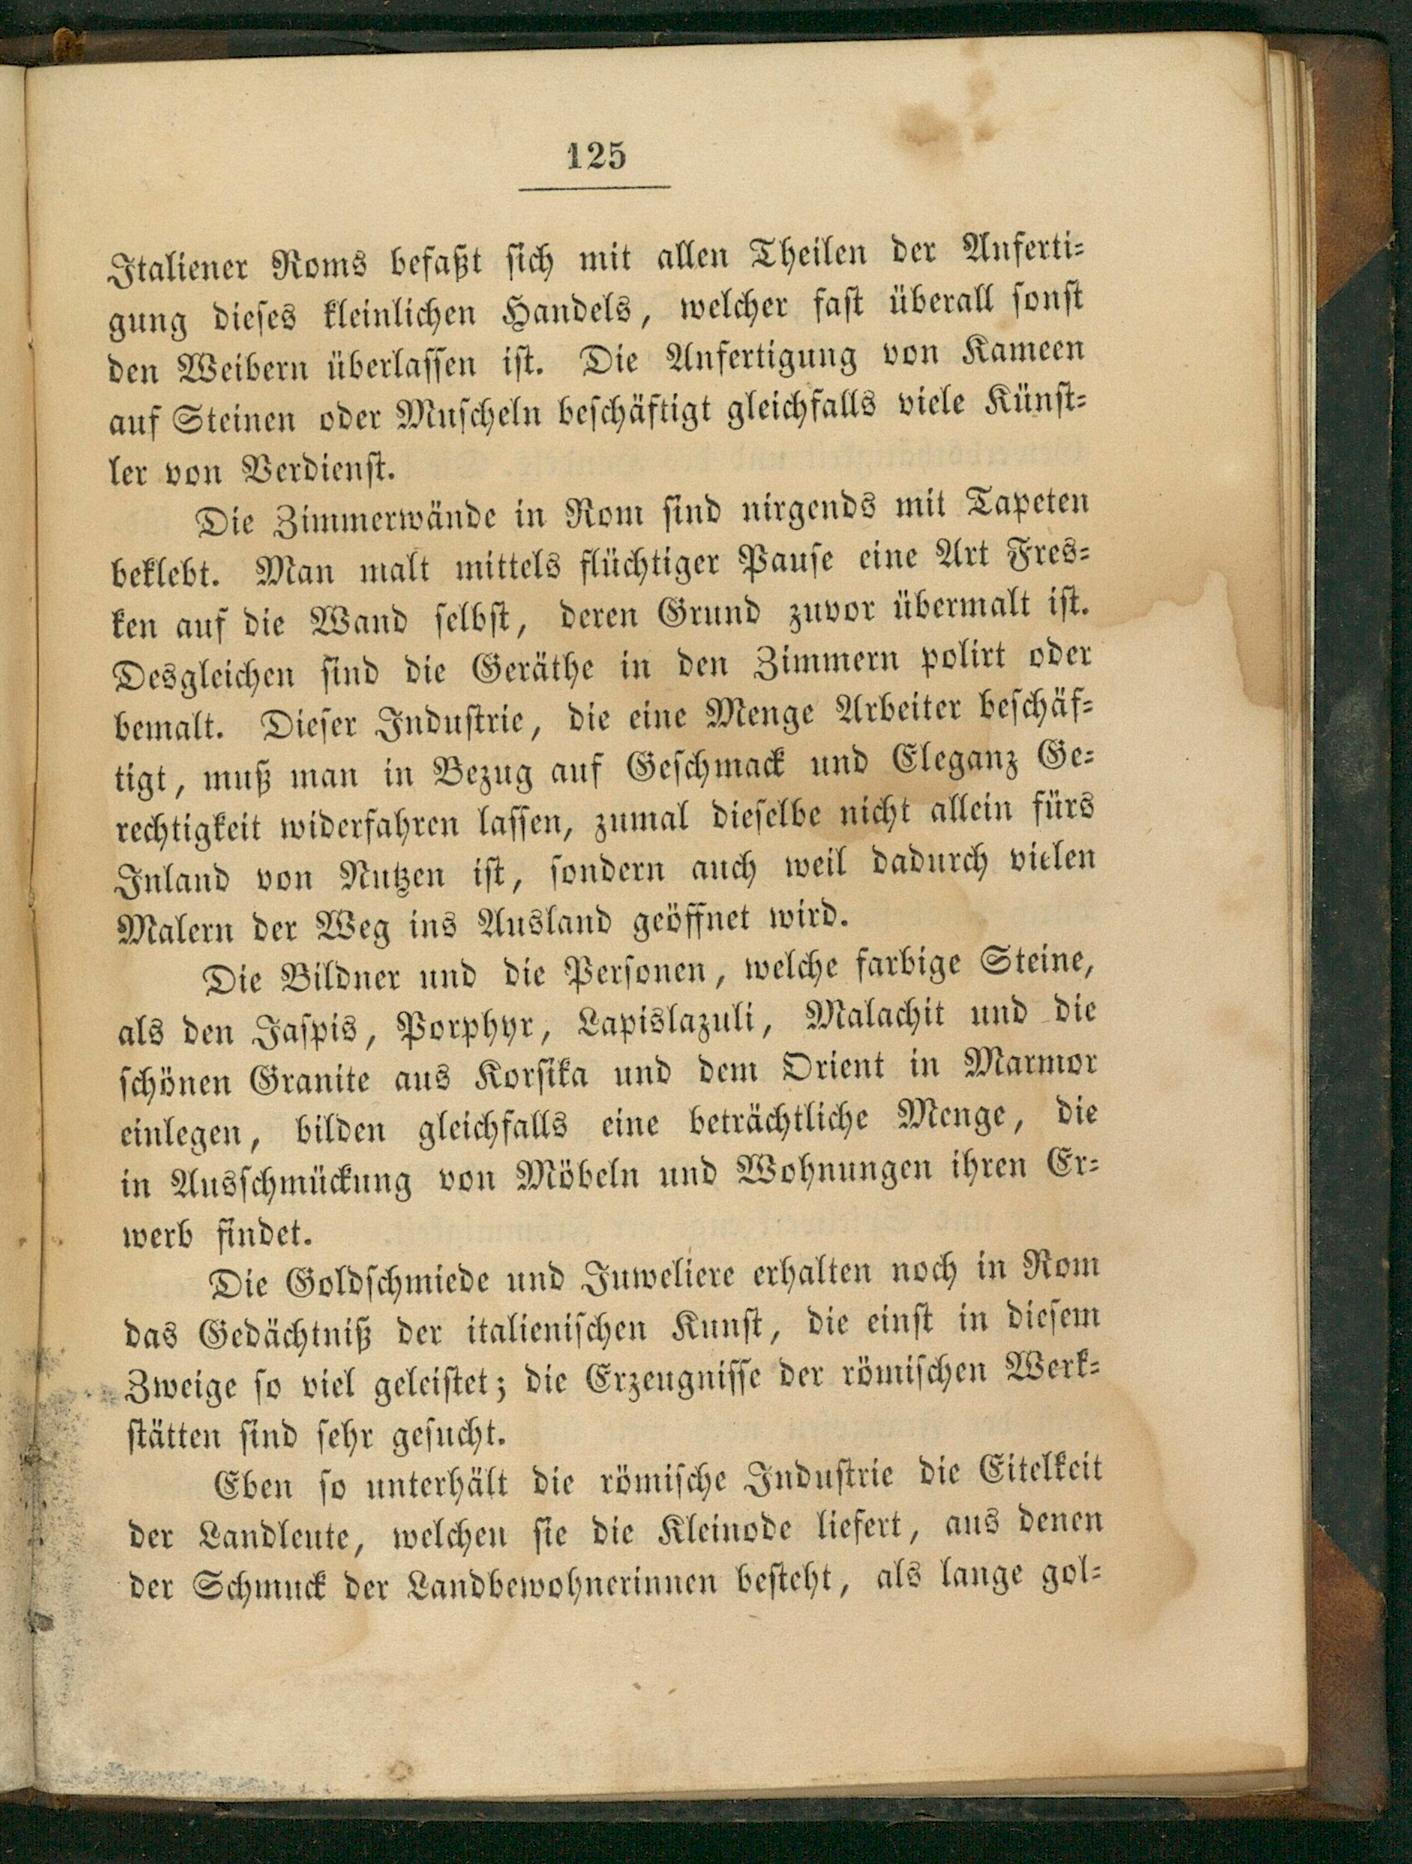 125
Italiener Roms befaßt sich mit allen Theilen der Anferti-
gung dieses kleinlichen Handels, welcher fast überall sonst
den Weibern überlassen ist. Die Anfertigung von Kameen
auf Steinen oder Muscheln beschäftigt gleichfalls viele Künst-
ler von Verdienst.
Die Zimmerwände in Rom sind nirgends mit Tapeten
beklebt. Man malt mittels flüchtiger Pause eine Art Fres-
ken auf die Wand selbst, deren Grund zuvor übermalt ist.
Desgleichen sind die Geräthe in den Zimmern polirt oder
bemalt. Dieser Industrie, die eine Menge Arbeiter beschäf-
tigt, muß man in Bezug auf Geschmack und Eleganz Ge-
rechtigkeit widerfahren lassen, zumal dieselbe nicht allein fürs
Inland von Nutzen ist, sondern auch weil dadurch vielen
Malern der Weg ins Ausland geöffnet wird.
Die Bildner und die Personen, welche farbige Steine,
als den Jaspis, Porphyr, Lapislazuli, Malachit und die
schönen Granite aus Korsika und dem Orient in Marmor
einlegen, bilden gleichfalls eine beträchtliche Menge, die
in Ausschmückung von Möbeln und Wohnungen ihren Er-
werb findet.
Die Goldschmiede und Juweliere erhalten noch in Rom
das Gedächtniß der italienischen Kunst, die einst in diesem
Zweige so viel geleistet; die Erzeugnisse der römischen Werk-
stätten sind sehr gesucht.
Eben so unterhält die römische Industrie die Eitelkeit
der Landleute, welchen sie die Kleinode liefert, aus denen
der Schmuck der Landbewohnerinnen besteht, als lange gol-